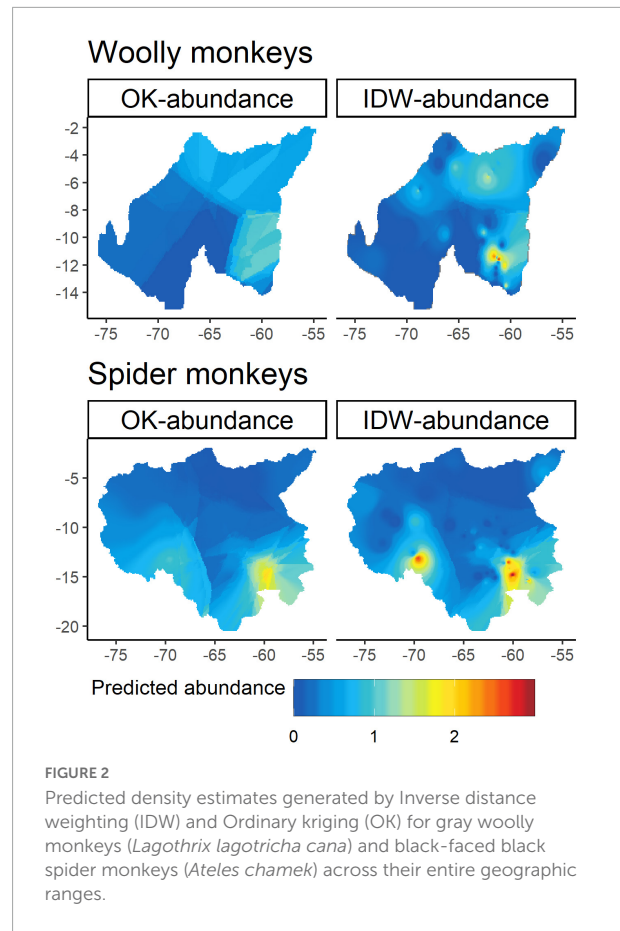 Woolly monkeys
OK-abundance IDW-abundance
-2
-4
-6
-8
-10
-12
-14
-75 -70 -65 -60 -55 -75 -70 -65 -60 -55
Spider monkeys
OK-abundance IDW-abundance
-5
-10
-15
-20
-75 -70 -65 -60 -55 -75 -70 -65 -60 -55
Predicted abundance
0 1 2
FIGURE 2
Predicted density estimates generated by Inverse distance
weighting (IDW) and Ordinary kriging (OK) for gray woolly
monkeys (Lagothrix lagotricha cana) and black-faced black
spider monkeys (Ateles chamek) across their entire geographic
ranges.